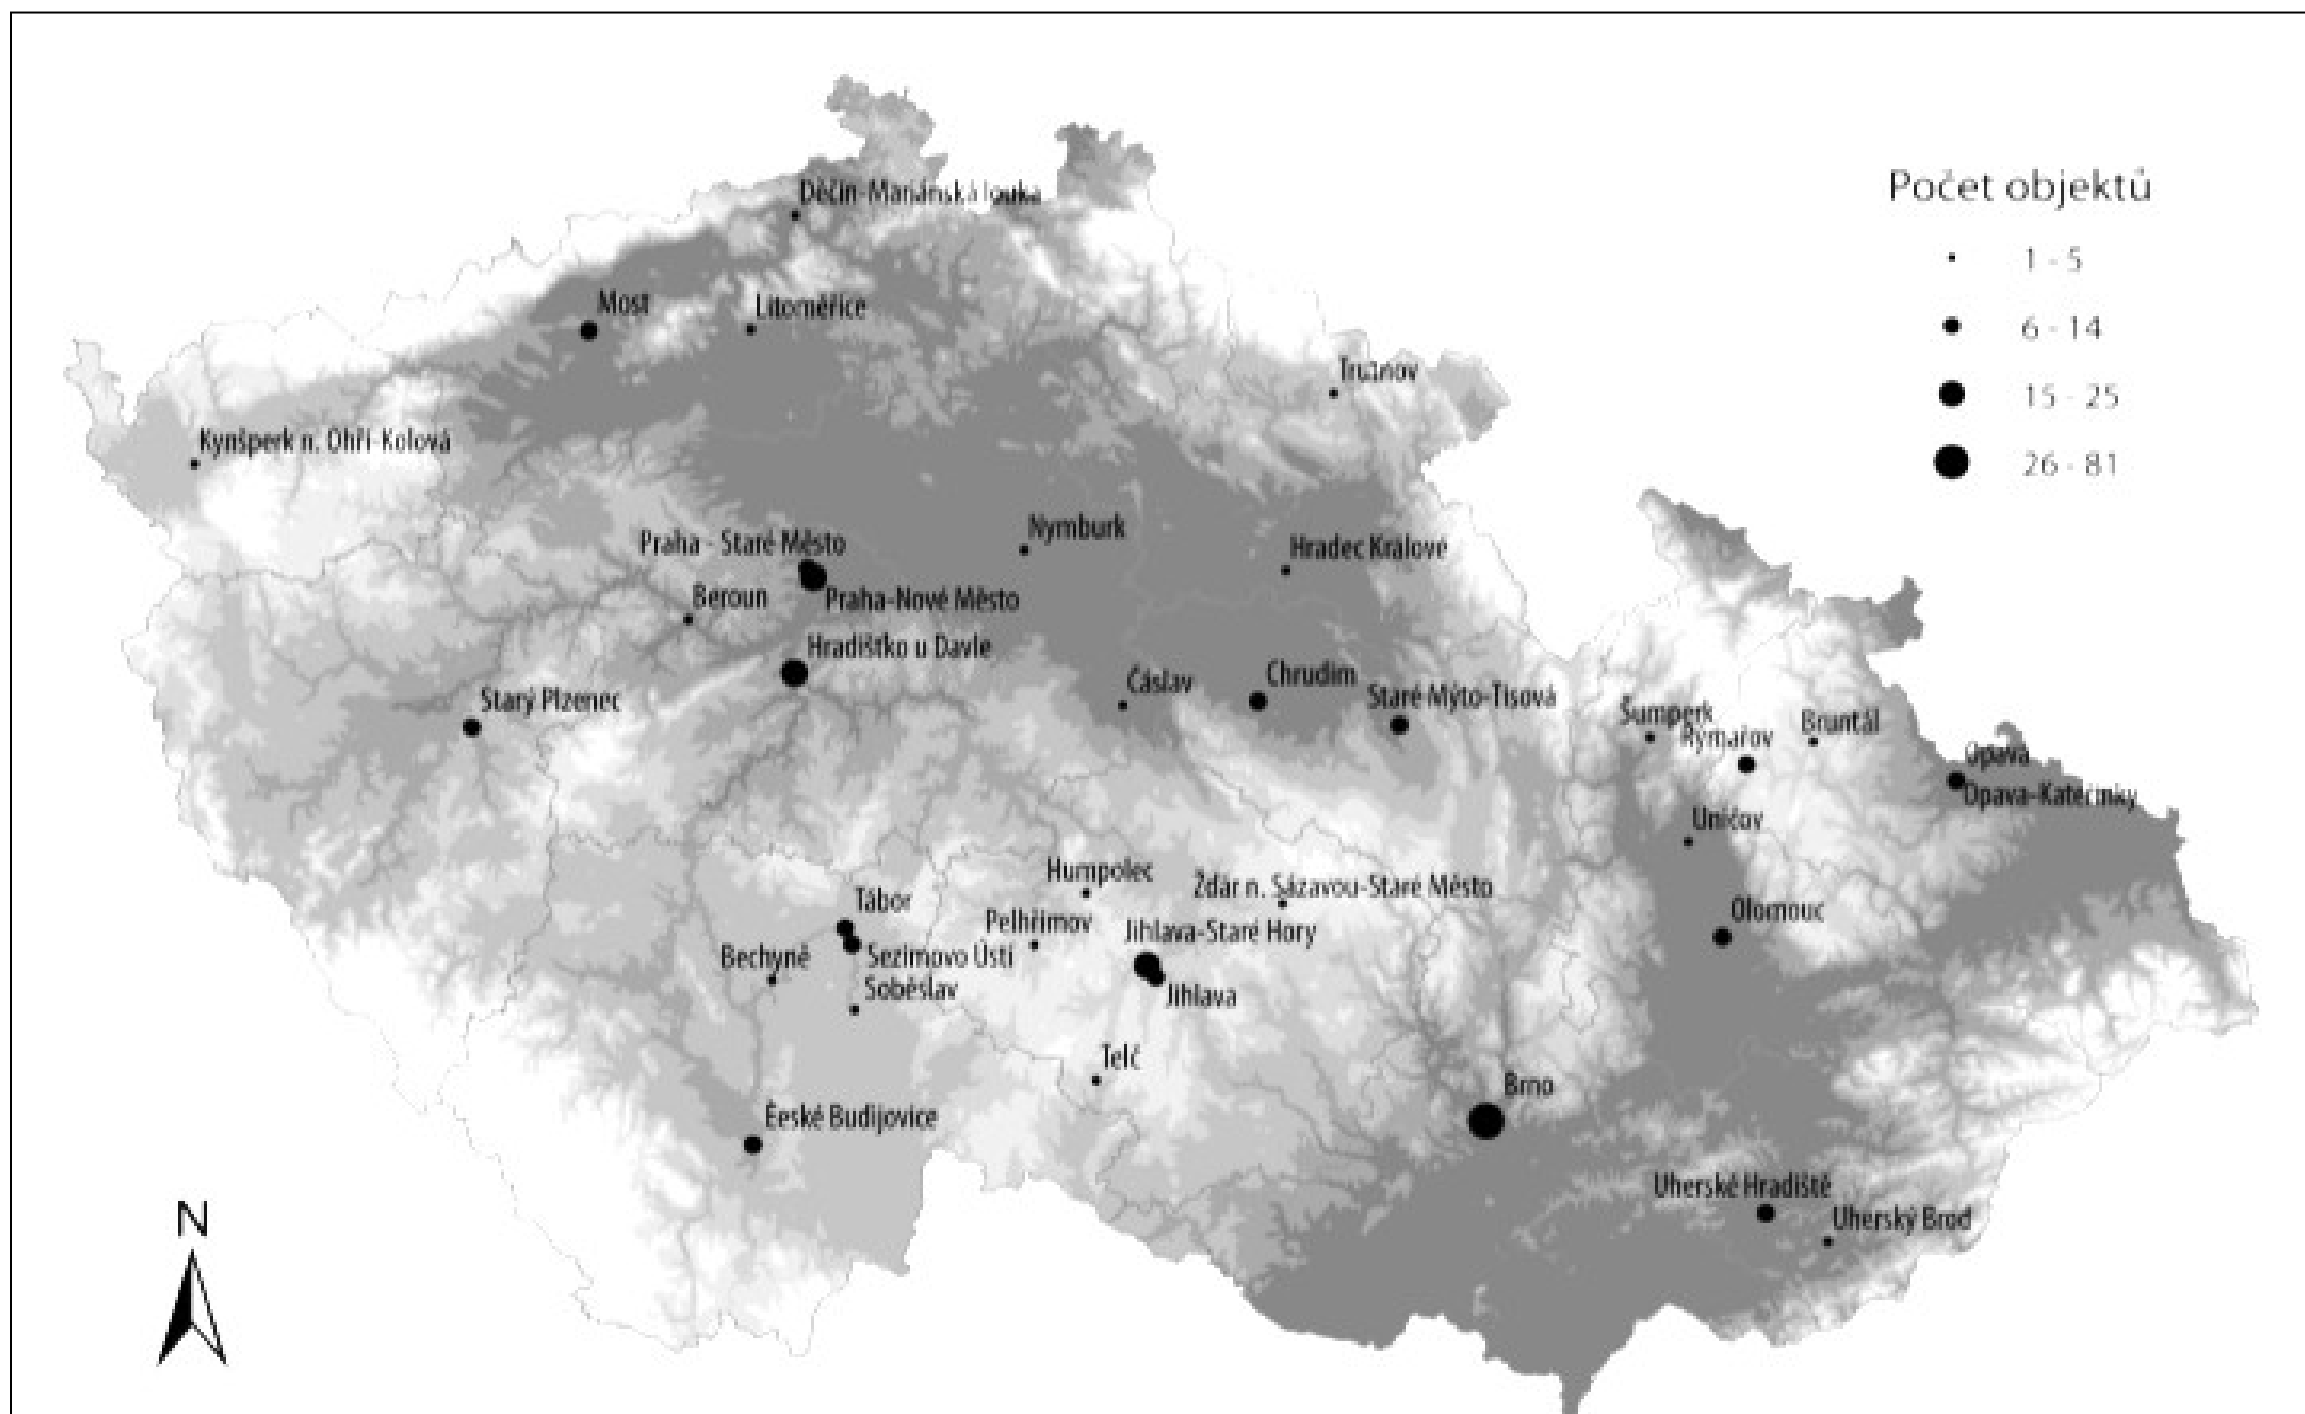 Děčín-Mariánská louka
Počet objektů
1 - 5
Most
Litoměřice
6 - 14
Trutnov
15 - 25
Kynšperk n. Ohří-Kolová
26 - 81
Nymburk
Praha - Staré Město
Hradec Králové
Beroun
Praha-Nové Město
Hradišťko u Davle
Čáslav
Chrudim
Staré Mýto-Tisová
Starý Plzenec
Šumperk
Rýmařov
Bruntál
Opava
Opava-Kateřinky
Uničov
Humpolec
Žďár n. Sázavou-Staré Město
Tábor
Olomouc
Pelhřimov
Jihlava-Staré Hory
Bechyně
Sezimovo Ústí
Soběslav
Jihlava
Telč
Brno
Èeské Budijovice
Uherské Hradiště
Uherský Brod
N